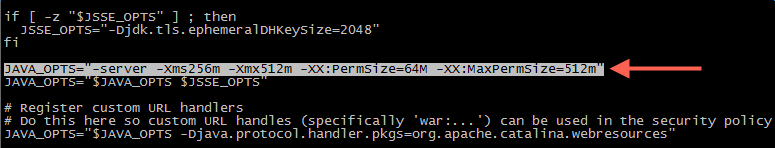 if [ -z "$JSSE_OPTS" ] ; then
  JSSE_OPTS="-Djdk.tls.ephemeralDHKeySize=2048"
fi
JAVA_OPTS="-server -Xms256m -Xmx512m -XX:PermSize=64M -XX:MaxPermSize=512m"
JAVA_OPTS="$JAVA_OPTS $JSSE_OPTS"
# Register custom URL handlers
# Do this here so custom URL handles (specifically 'war:...') can be used in the security policy
JAVA_OPTS="$JAVA_OPTS -Djava.protocol.handler.pkgs=org.apache.catalina.webresources"